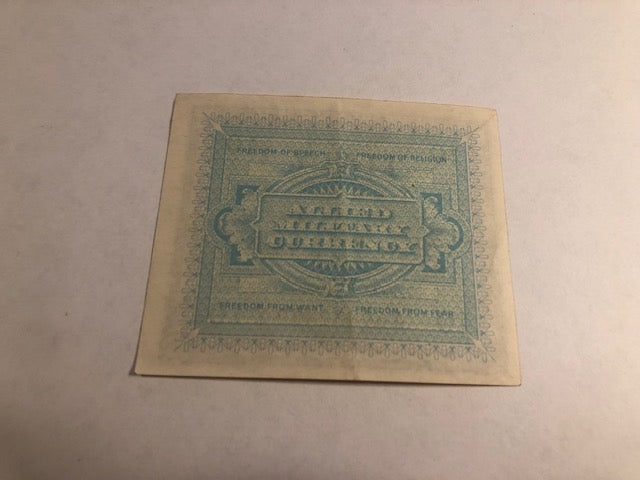 FREEDOM OF SPEECH FREEDOM OF RELIGION
ALLIED
MILITARY
CURRENCY
FREEDOM FROM WANT FREEDOM FROM FEAR